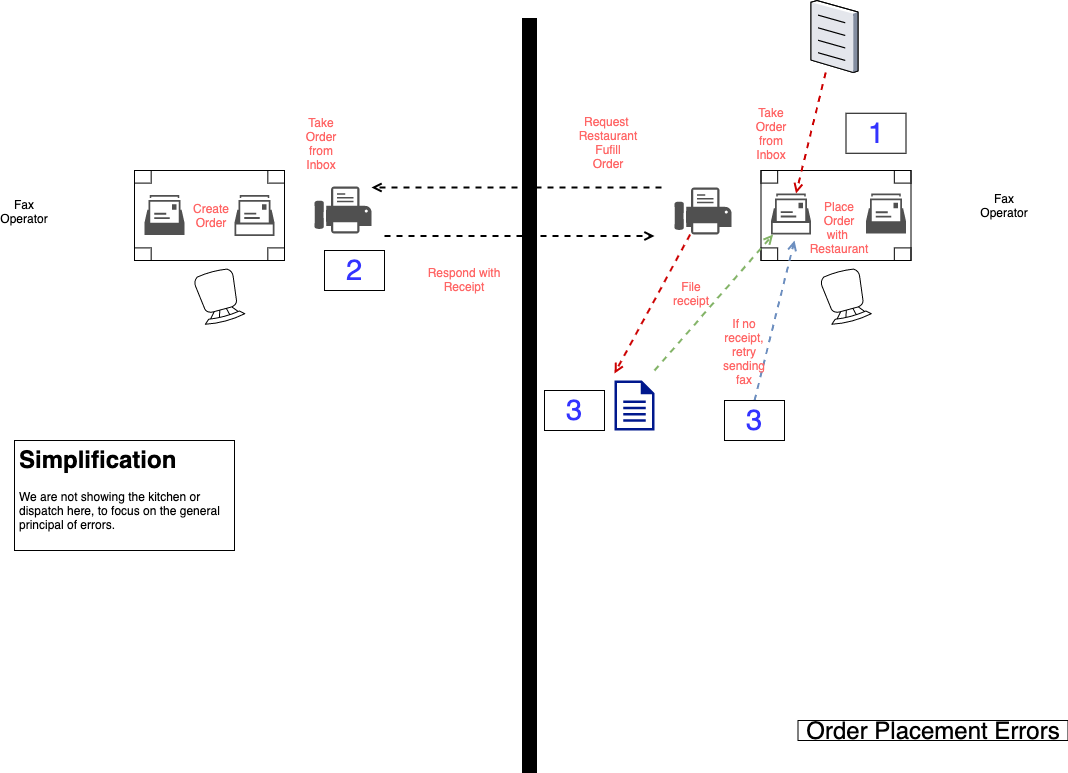 Take
Order
from
Inbox
Request
Restaurant
Fufill
Order
Take
Order
from
Inbox
1
Fax
Operator
Create
Order
Place
Order
with
Restaurant
Fax
Operator
2
Respond with
Receipt
File
receipt
If no
receipt,
retry
sending
fax
3
3
Simplification
We are not showing the kitchen or
dispatch here, to focus on the general
principal of errors.
Order Placement Errors